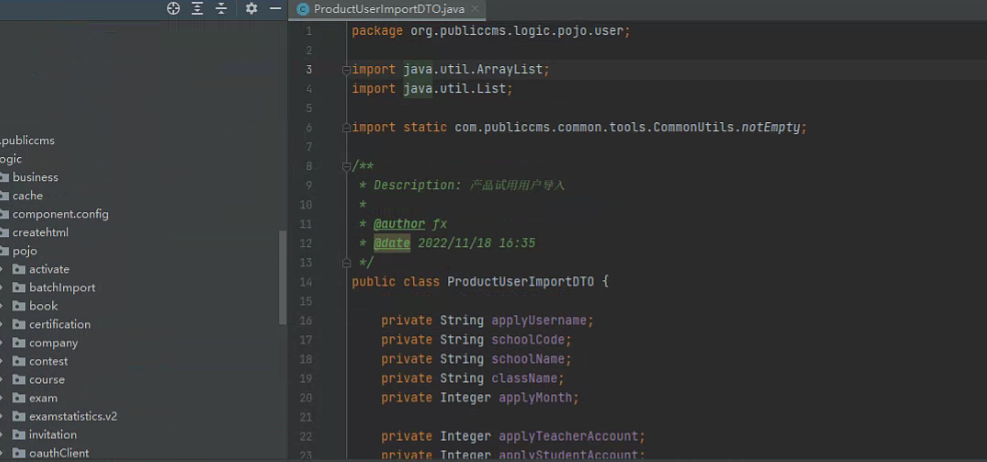 ProductUserImportDTO.java
.publiccms
ogic
business
cache
component.config
createhtml
pojo
activate
batchImport
book
certification
company
contest
course
exam
examstatistics.v2
invitation
oauthClient
1 package org.publiccms.logic.pojo.user;
2
3 import java.util.ArrayList;
4 import java.util.List;
5
6 import static com.publiccms.common.tools.CommonUtils.notEmpty;
7
8 /**
9 * Description: 产品试用用户导入
10 *
11 * @author fx
12 * @date 2022/11/18 16:35
13 */
14 public class ProductUserImportDTO {
15
16 private String applyUsername;
17 private String schoolCode;
18 private String schoolName;
19 private String className;
20 private Integer applyMonth;
21
22 private Integer applyTeacherAccount;
23 private Integer applyStudentAccount;